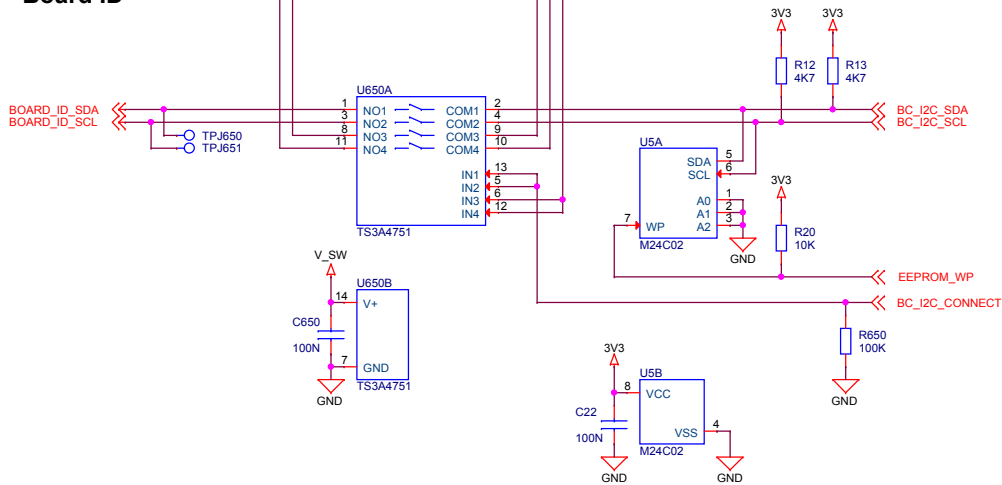 Board ID
3V3 3V3
R12 R13
4K7 4K7
U650A
BOARD_ID_SDA 1 NO1 COM1 2 BC_I2C_SDA
BOARD_ID_SCL 3 NO2 COM2 4 BC_I2C_SCL
8 NO3 COM3 9
TPJ650
11 NO4 COM4 10
TPJ651
U5A
IN1 13
IN2 5
IN3 6
IN4 12
TS3A4751
SDA 5
SCL 6
A0 1
A1 2
A2 3
7 WP
M24C02
GND
3V3
R20
10K
EEPROM_WP
BC_I2C_CONNECT
R650
100K
GND
V_SW
U650B
14 V+
C650
100N
7 GND
TS3A4751
GND
3V3
U5B
8 VCC
C22
100N
VSS 4
M24C02
GND GND